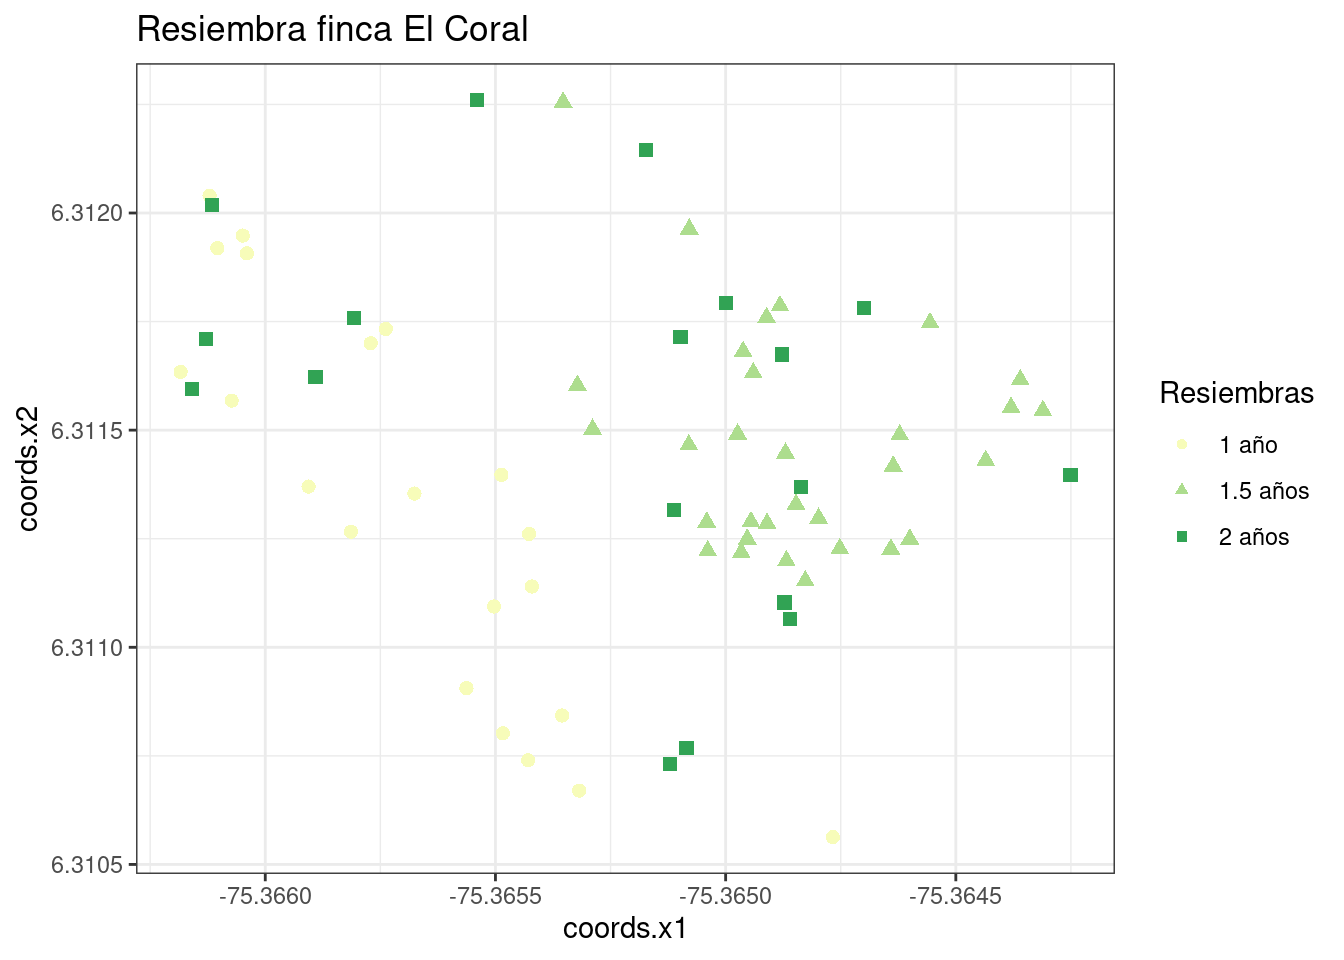 Resiembra finca El Coral
6.3120
6.3115
6.3110
6.3105
coords.x2
-75.3660
-75.3655
-75.3650
-75.3645
coords.x1
Resiembras
1 año
1.5 años
2 años